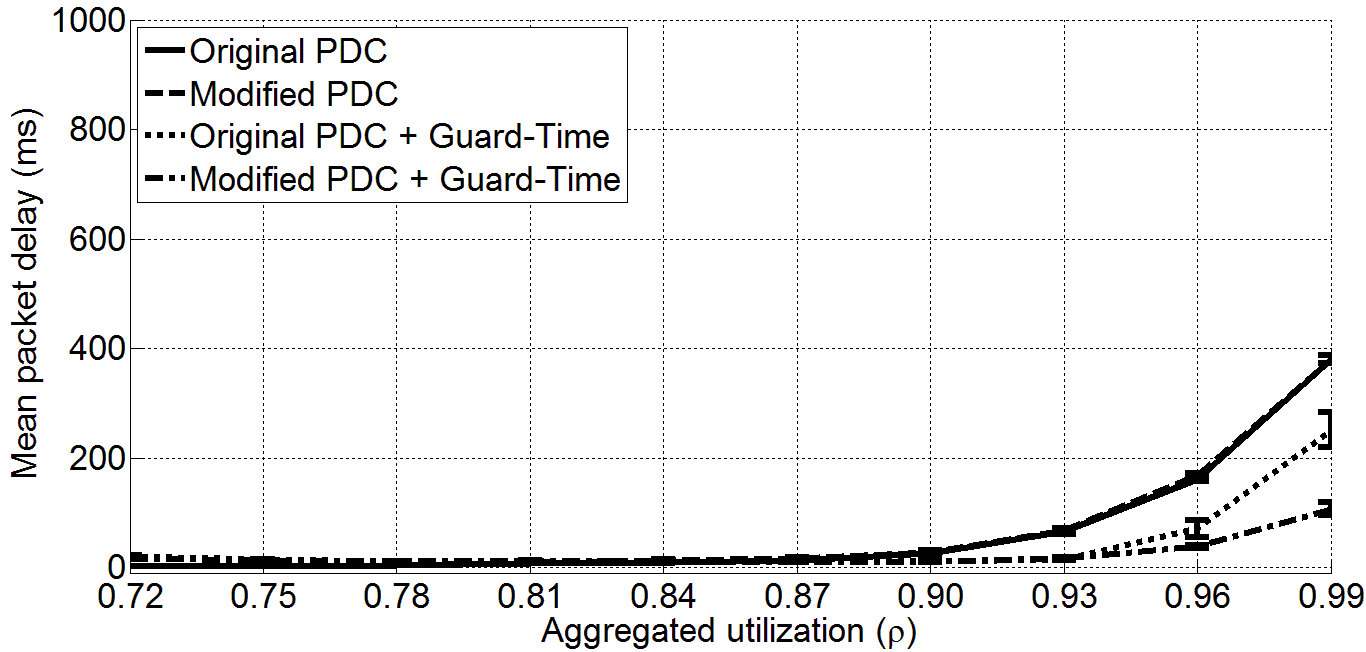 Mean packet delay (ms)
1000
800
600
400
200
0
Original PDC
Modified PDC
Original PDC + Guard-Time
Modified PDC + Guard-Time
0.72 0.75 0.78 0.81 0.84 0.87 0.90 0.93 0.96 0.99
Aggregated utilization (ρ)